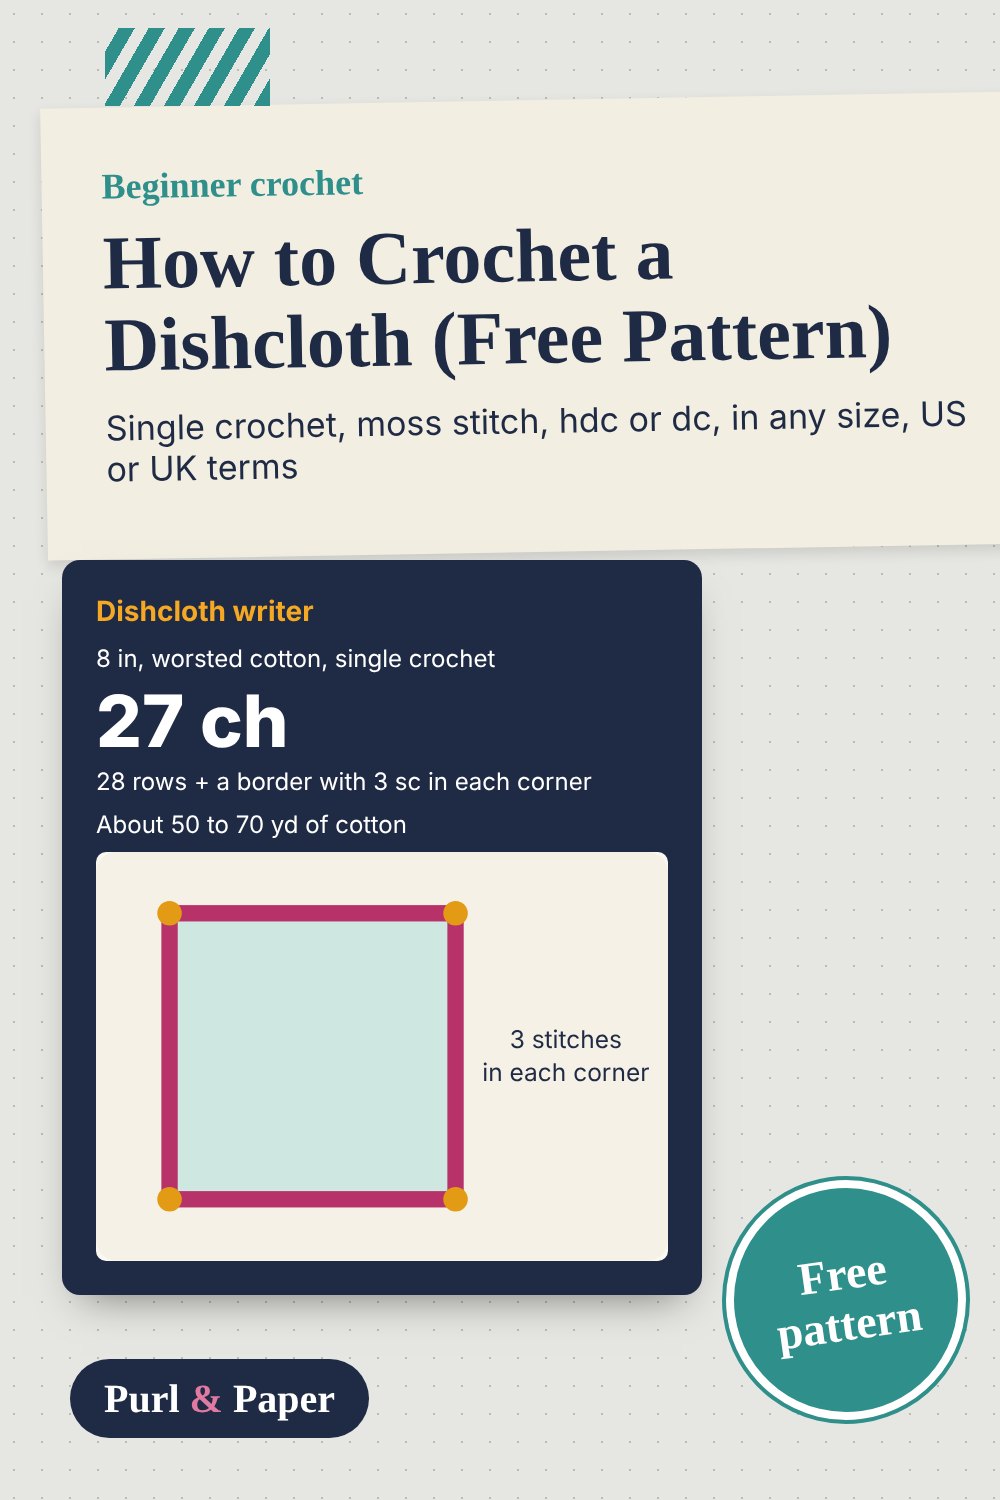 Beginner crochet
How to Crochet a
Dishcloth (Free Pattern)
Single crochet, moss stitch, hdc or dc, in any size, US
or UK terms
Dishcloth writer
8 in, worsted cotton, single crochet
27 ch
28 rows + a border with 3 sc in each corner
About 50 to 70 yd of cotton
3 stitches
in each corner
Free
pattern
Purl & Paper